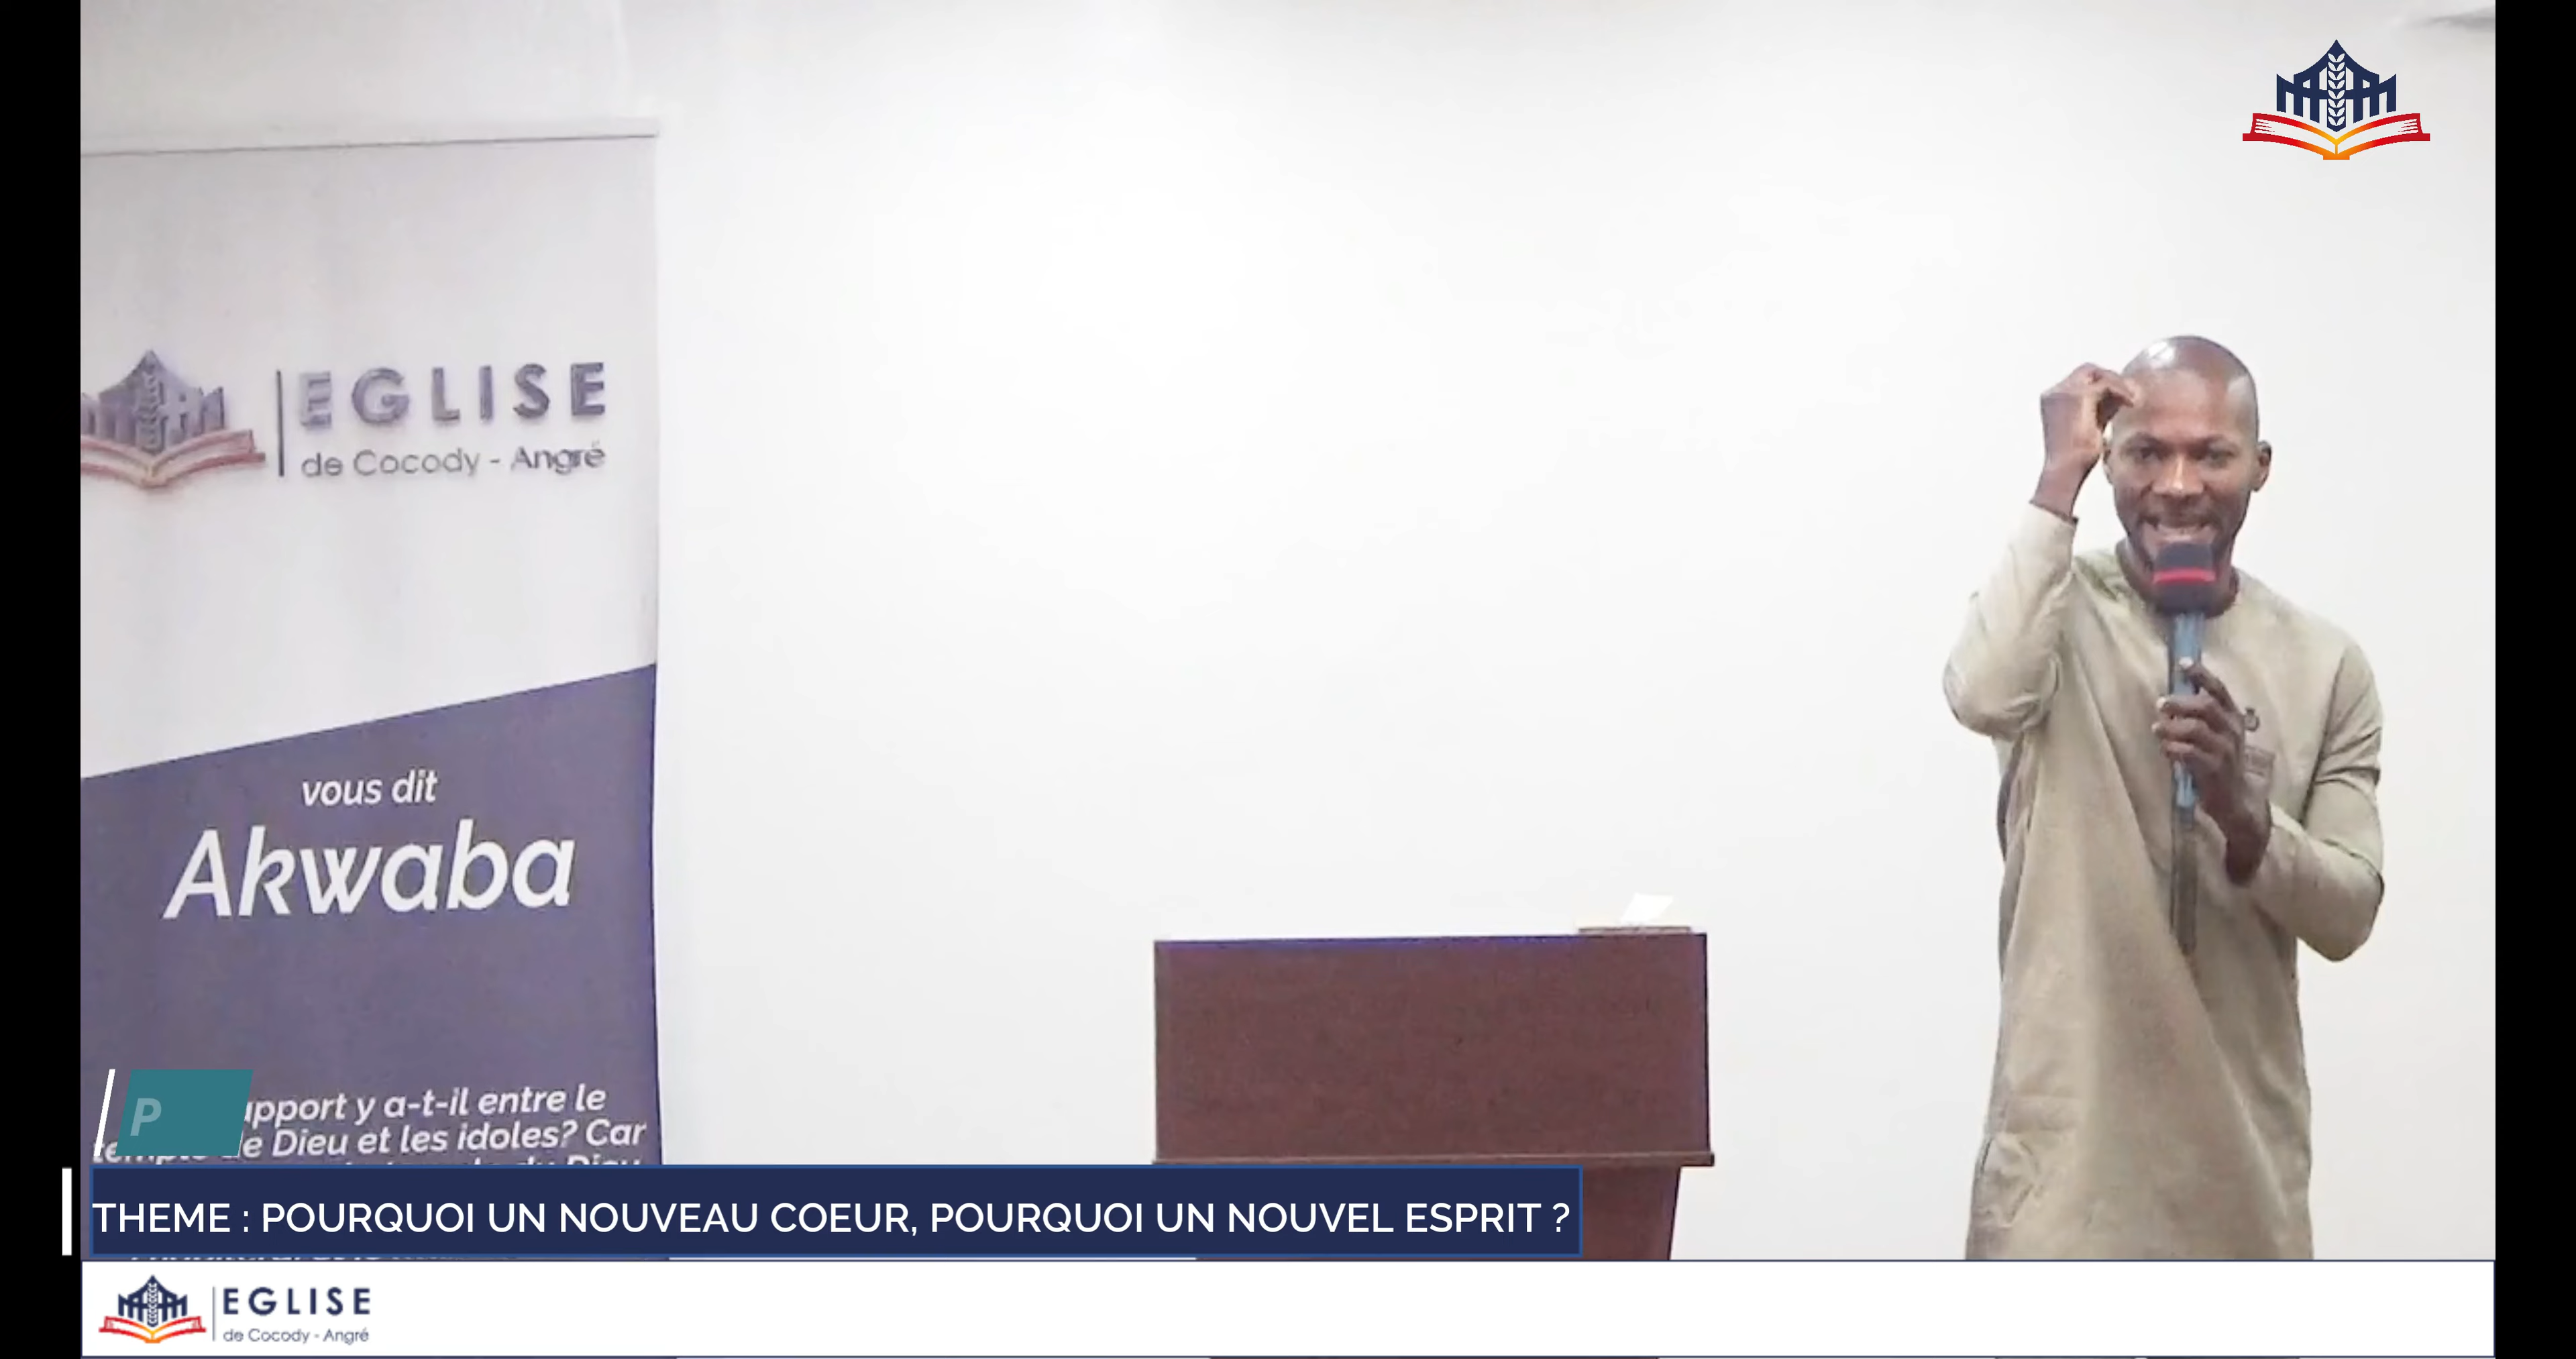 EGLISE
de Cocody - Angré
vous dit
Akwaba
P
y a-t-il entre le
Dieu et les idoles? Car
THEME : POURQUOI UN NOUVEAU COEUR, POURQUOI UN NOUVEL ESPRIT ?
EGLISE
de Cocody - Angré